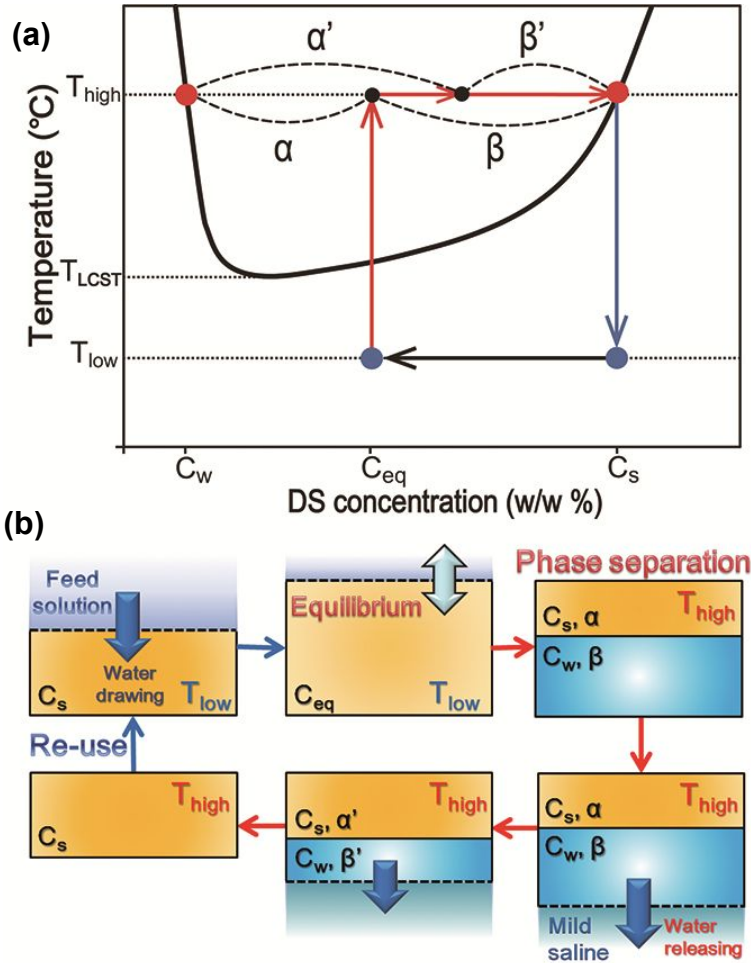 (a)
Temperature (°C)
α’
β’
T_high
α
β
T_LCST
T_low
C_w
C_eq
C_s
DS concentration (w/w %)
(b)
Feed
solution
Water
drawing
C_s
T_low
Equilibrium
C_eq
T_low
Phase separation
C_s, α
T_high
C_w, β
Re-use
T_high
C_s
T_high
C_s, α’
C_w, β’
T_high
C_s, α
C_w, β
Mild
saline
Water
releasing